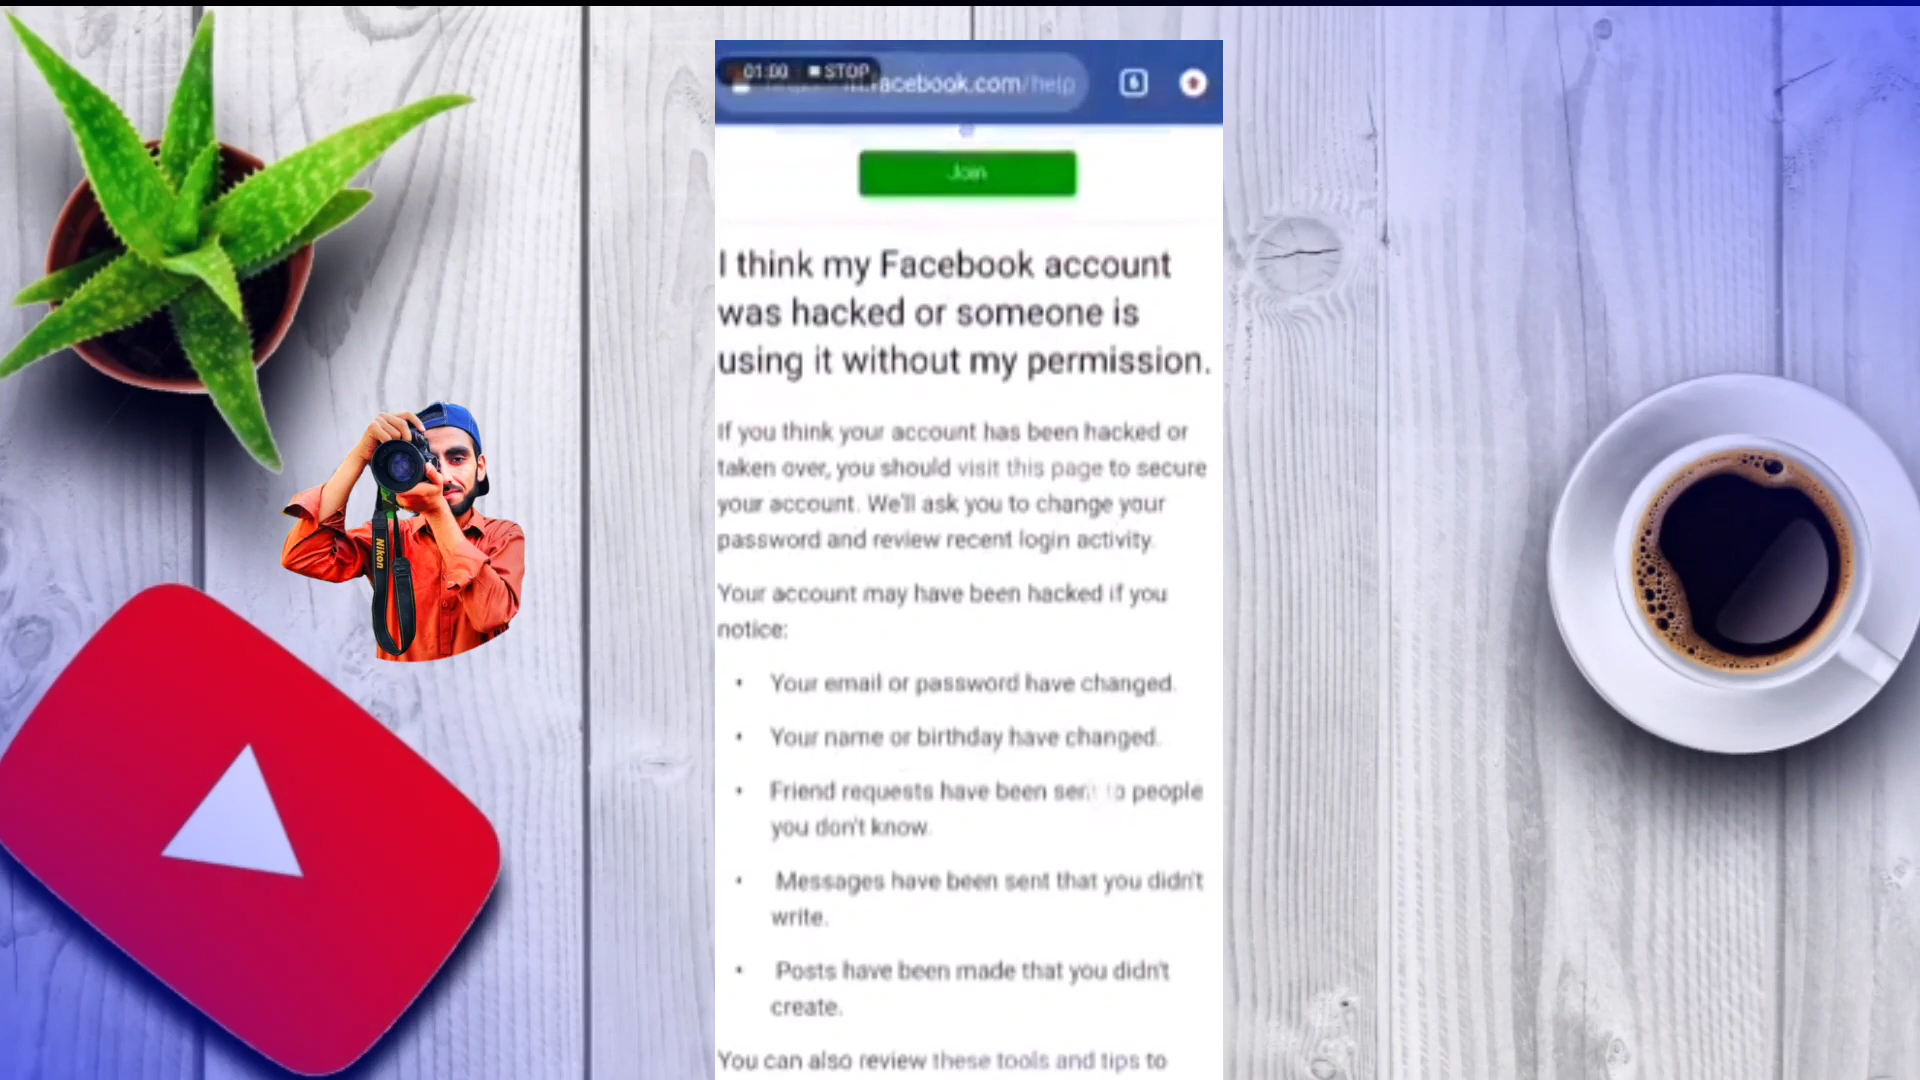 01:00 STOP
facebook.com/help
6
Join
I think my Facebook account
was hacked or someone is
using it without my permission.
If you think your account has been hacked or
taken over, you should visit this page to secure
your account. We'll ask you to change your
password and review recent login activity.
Your account may have been hacked if you
notice:
• Your email or password have changed.
• Your name or birthday have changed.
• Friend requests have been sent to people
you don't know.
• Messages have been sent that you didn't
write.
• Posts have been made that you didn't
create.
You can also review these tools and tips to
Nikon